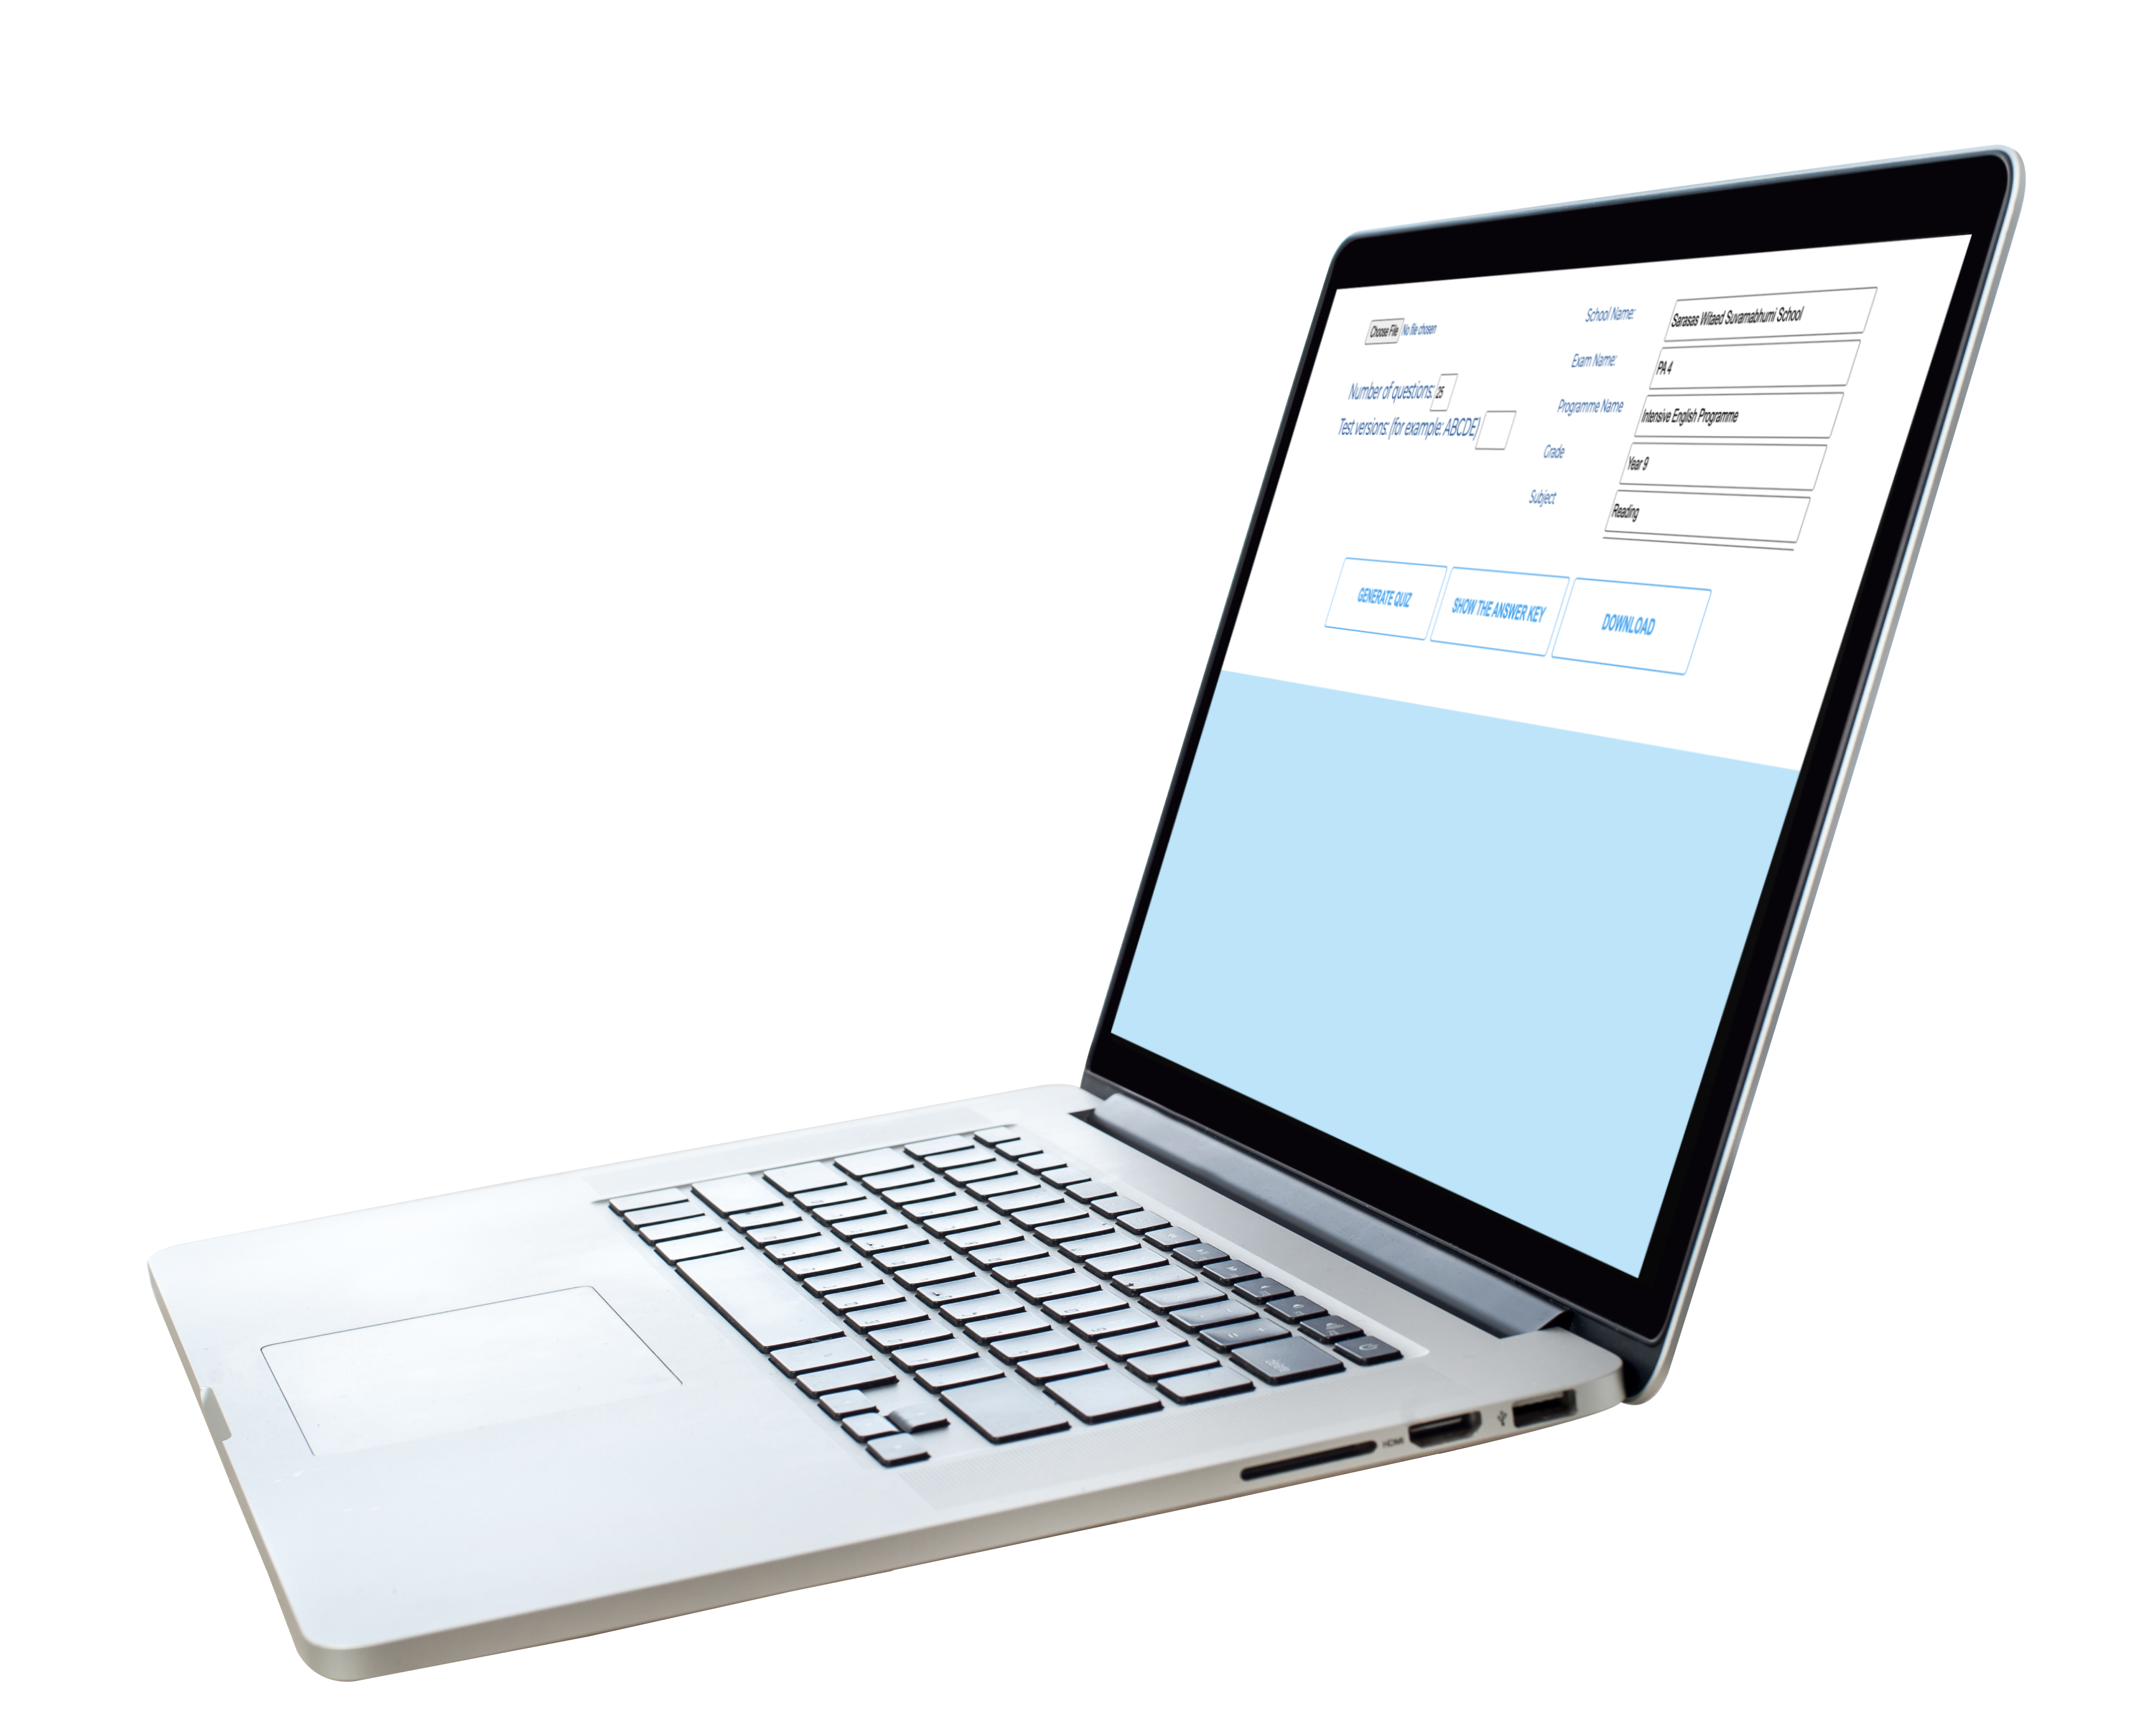 Choose File No file chosen
Number of questions: 25
Test versions: (for example: ABCDE)
School Name: Sarasas Witaed Suvarnabhumi School
Exam Name: PA 4
Programme Name Intensive English Programme
Grade Year 9
Subject Reading
GENERATE QUIZ SHOW THE ANSWER KEY DOWNLOAD
HDMI